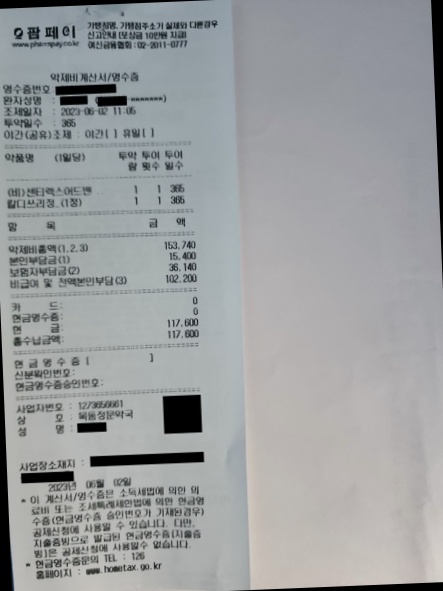 팜페이
www.pharmpay.co.kr
가맹점명, 가맹점주소가 실제와 다른경우
신고안내 (포상금 10만원 지급)
여신금융협회 : 02-2011-0777
약제비계산서/영수증
영수증번호
환자성명 : ( *******)
조제일자 : 2023-06-02 11:05
투약일수 : 365
야간(공유)조제 : 야간[ ] 휴일[ ]
약품명 (1일당) 투약 투여 투여
량 횟수 일수
(비)센티렉스어드밴 1 1 365
칼디쓰리정..(1정) 1 1 365
항 목 금 액
약제비총액(1,2,3) 153,740
본인부담금(1) 15,400
보험자부담금(2) 36,140
비급여 및 전액본인부담(3) 102,200
카 드: 0
현금영수증: 0
현 금: 117,600
총수납금액: 117,600
현 금 영 수 증 [ ]
신분확인번호:
현금영수증승인번호:
사업자번호 : 1273656661
상 호 : 목동정문약국
성 명 :
사업장소재지 :
2023년 06월 02일
* 이 계산서/영수증은 소득세법에 의한 의
료비 또는 조세특례제한법에 의한 현금영
수증(현금영수증 승인번호가 기재된경우)
공제신청에 사용할 수 있습니다. 다만,
지출증빙으로 발급된 현금영수증(지출증
빙)은 공제신청에 사용할수 없습니다.
* 현금영수증문의 TEL : 126
홈페이지 : www.hometax.go.kr